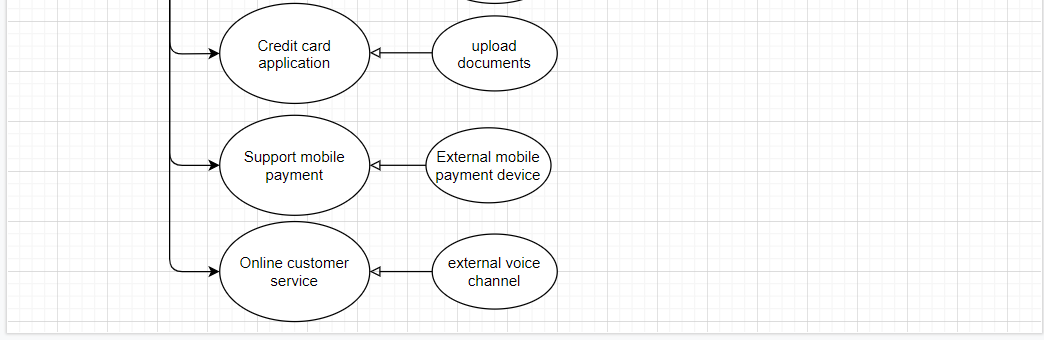 Credit card
application
upload
documents
Support mobile
payment
External mobile
payment device
Online customer
service
external voice
channel